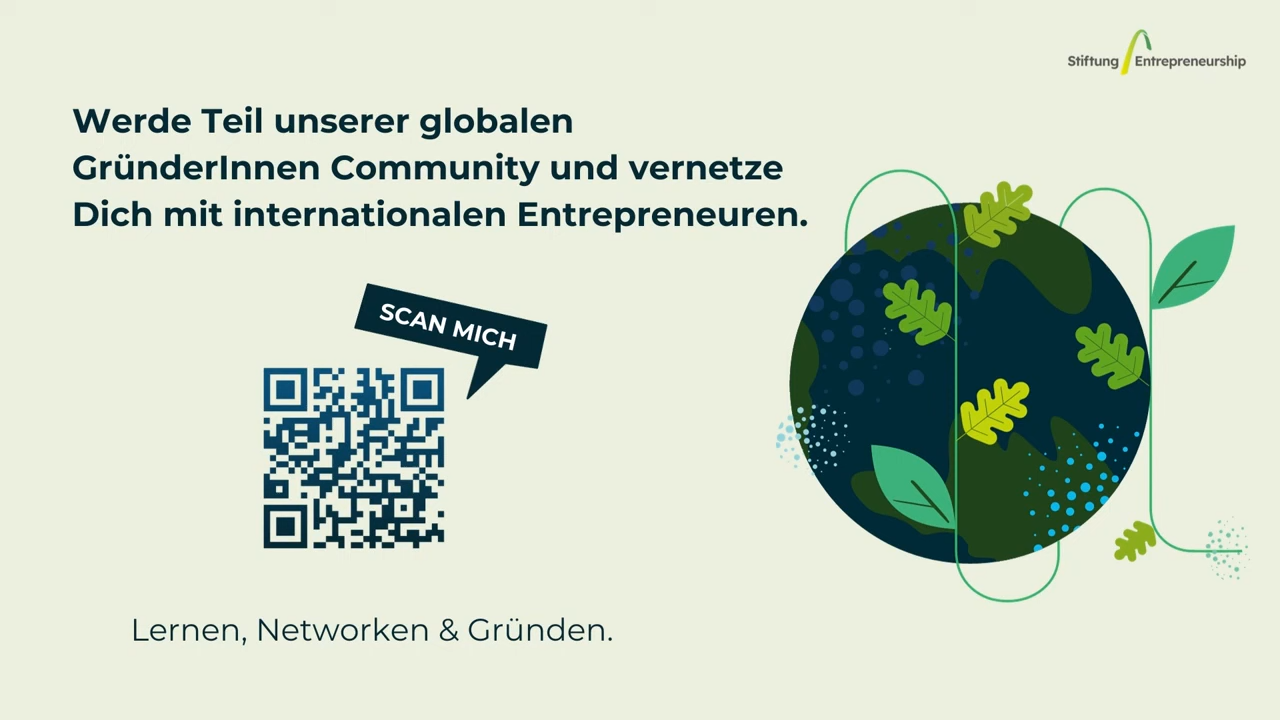 Stiftung Entrepreneurship
Werde Teil unserer globalen
GründerInnen Community und vernetze
Dich mit internationalen Entrepreneuren.
SCAN MICH
Lernen, Networken & Gründen.